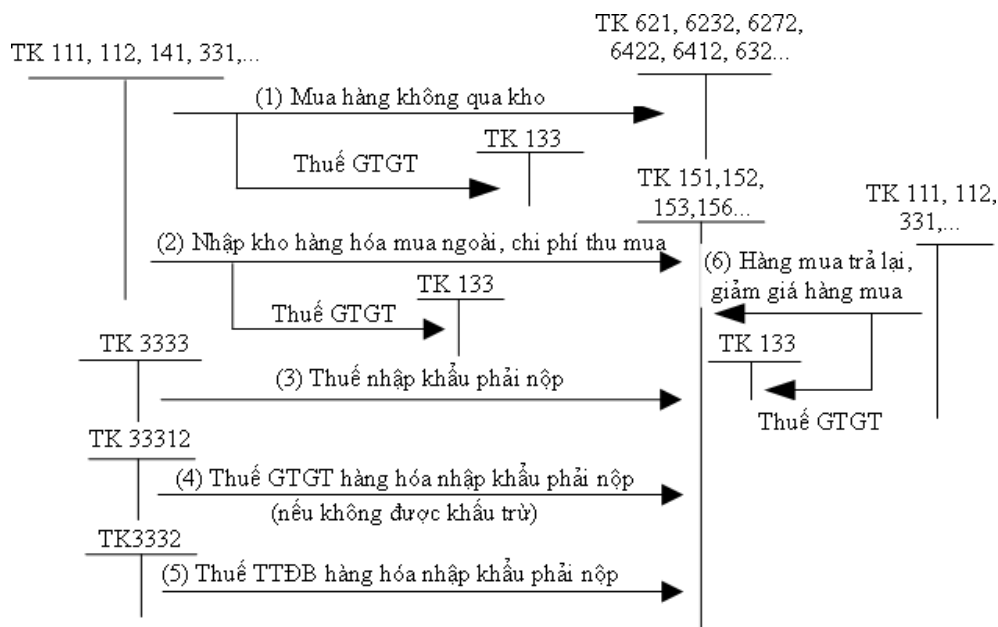 TK 111, 112, 141, 331,...
TK 621, 6232, 6272,
6422, 6412, 632...
(1) Mua hàng không qua kho
TK 133
Thuế GTGT
TK 151,152,
153,156...
TK 111, 112,
331,...
(2) Nhập kho hàng hóa mua ngoài, chi phí thu mua
TK 133
Thuế GTGT
(6) Hàng mua trả lại,
giảm giá hàng mua
TK 133
Thuế GTGT
TK 3333
(3) Thuế nhập khẩu phải nộp
TK 33312
(4) Thuế GTGT hàng hóa nhập khẩu phải nộp
(nếu không được khấu trừ)
TK3332
(5) Thuế TTĐB hàng hóa nhập khẩu phải nộp